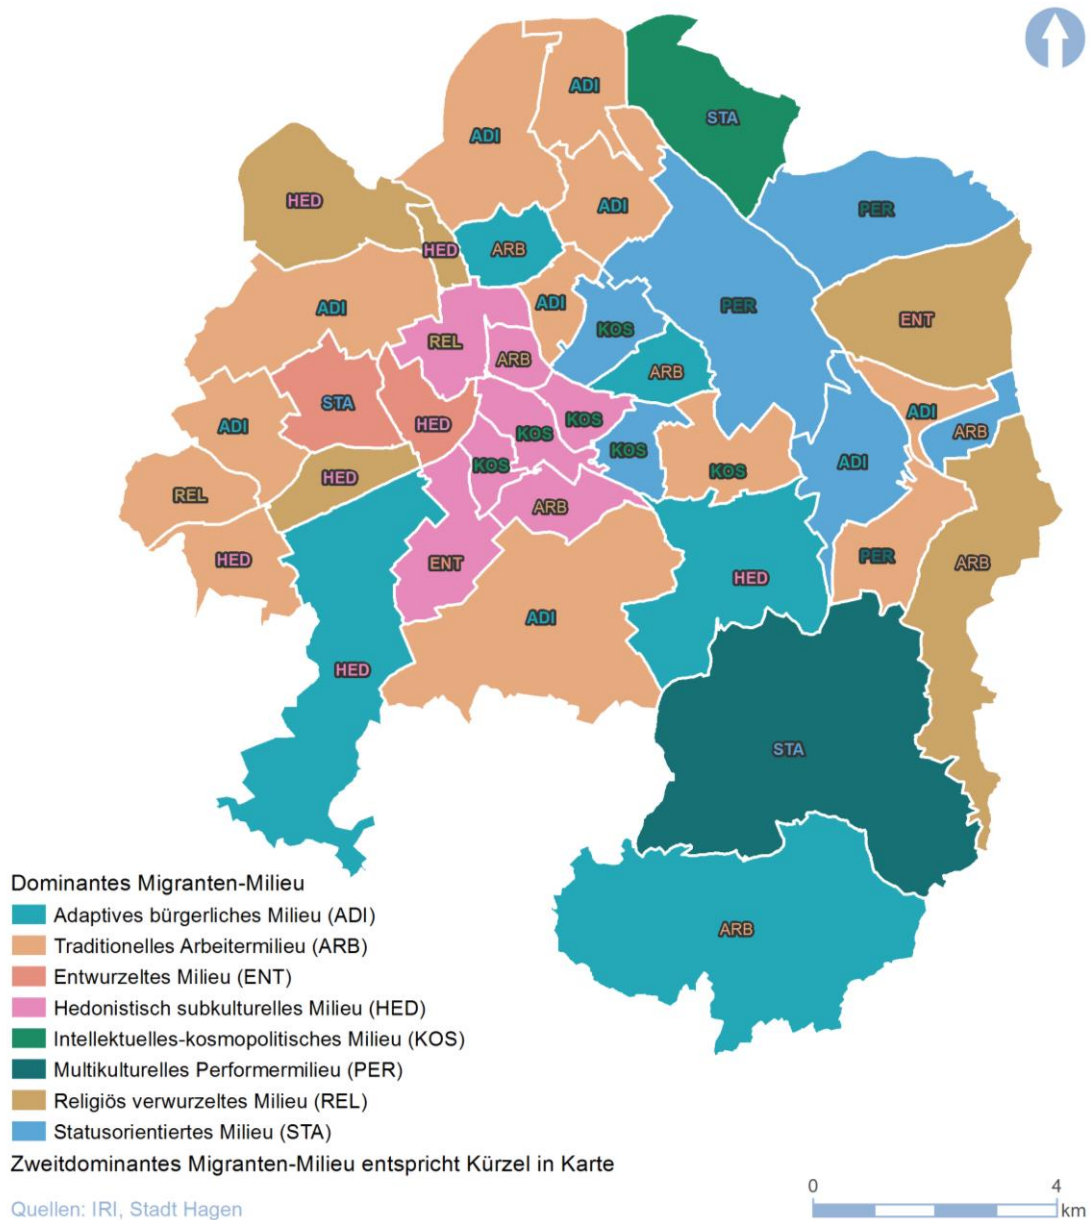 ADI
STA
ADI
HED
ADI
PER
HED
ARB
ADI
ADI
PER
ENT
KOS
REL
ARB
ARB
STA
ADI
HED
ADI
KOS
KOS
ARB
KOS
ADI
KOS
KOS
HED
REL
ARB
HED
ENT
PER
ARB
HED
ADI
HED
STA
ARB
Dominantes Migranten-Milieu
Adaptives bürgerliches Milieu (ADI)
Traditionelles Arbeitermilieu (ARB)
Entwurzeltes Milieu (ENT)
Hedonistisch subkulturelles Milieu (HED)
Intellektuelles-kosmopolitisches Milieu (KOS)
Multikulturelles Performermilieu (PER)
Religiös verwurzeltes Milieu (REL)
Statusorientiertes Milieu (STA)
Zweitdominantes Migranten-Milieu entspricht Kürzel in Karte
Quellen: IRI, Stadt Hagen
0 4
km